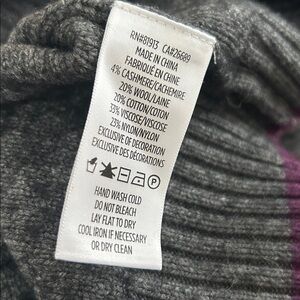 RN#81913 CA#26689
MADE IN CHINA
FABRIQUÉ EN CHINE
4% CASHMERE/CACHEMIRE
20% WOOL/LAINE
20% COTTON/COTON
33% VISCOSE/VISCOSE
23% NYLON/NYLON
EXCLUSIVE OF DECORATION
EXCLUSIVE DES DÉCORATIONS
P
HAND WASH COLD
DO NOT BLEACH
LAY FLAT TO DRY
COOL IRON IF NECESSARY
OR DRY CLEAN